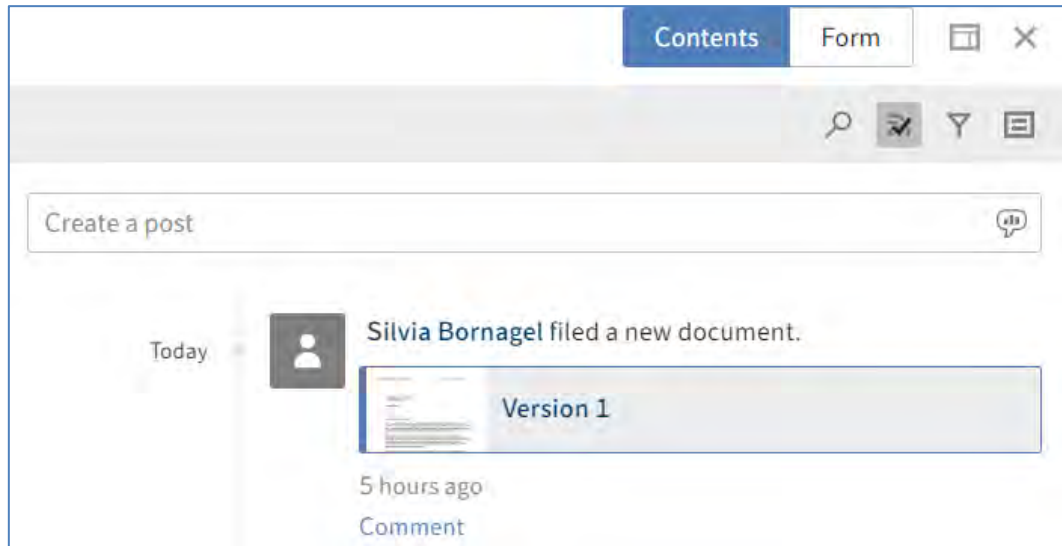 Contents Form
Create a post
Today
Silvia Bornagel filed a new document.
Version 1
5 hours ago
Comment